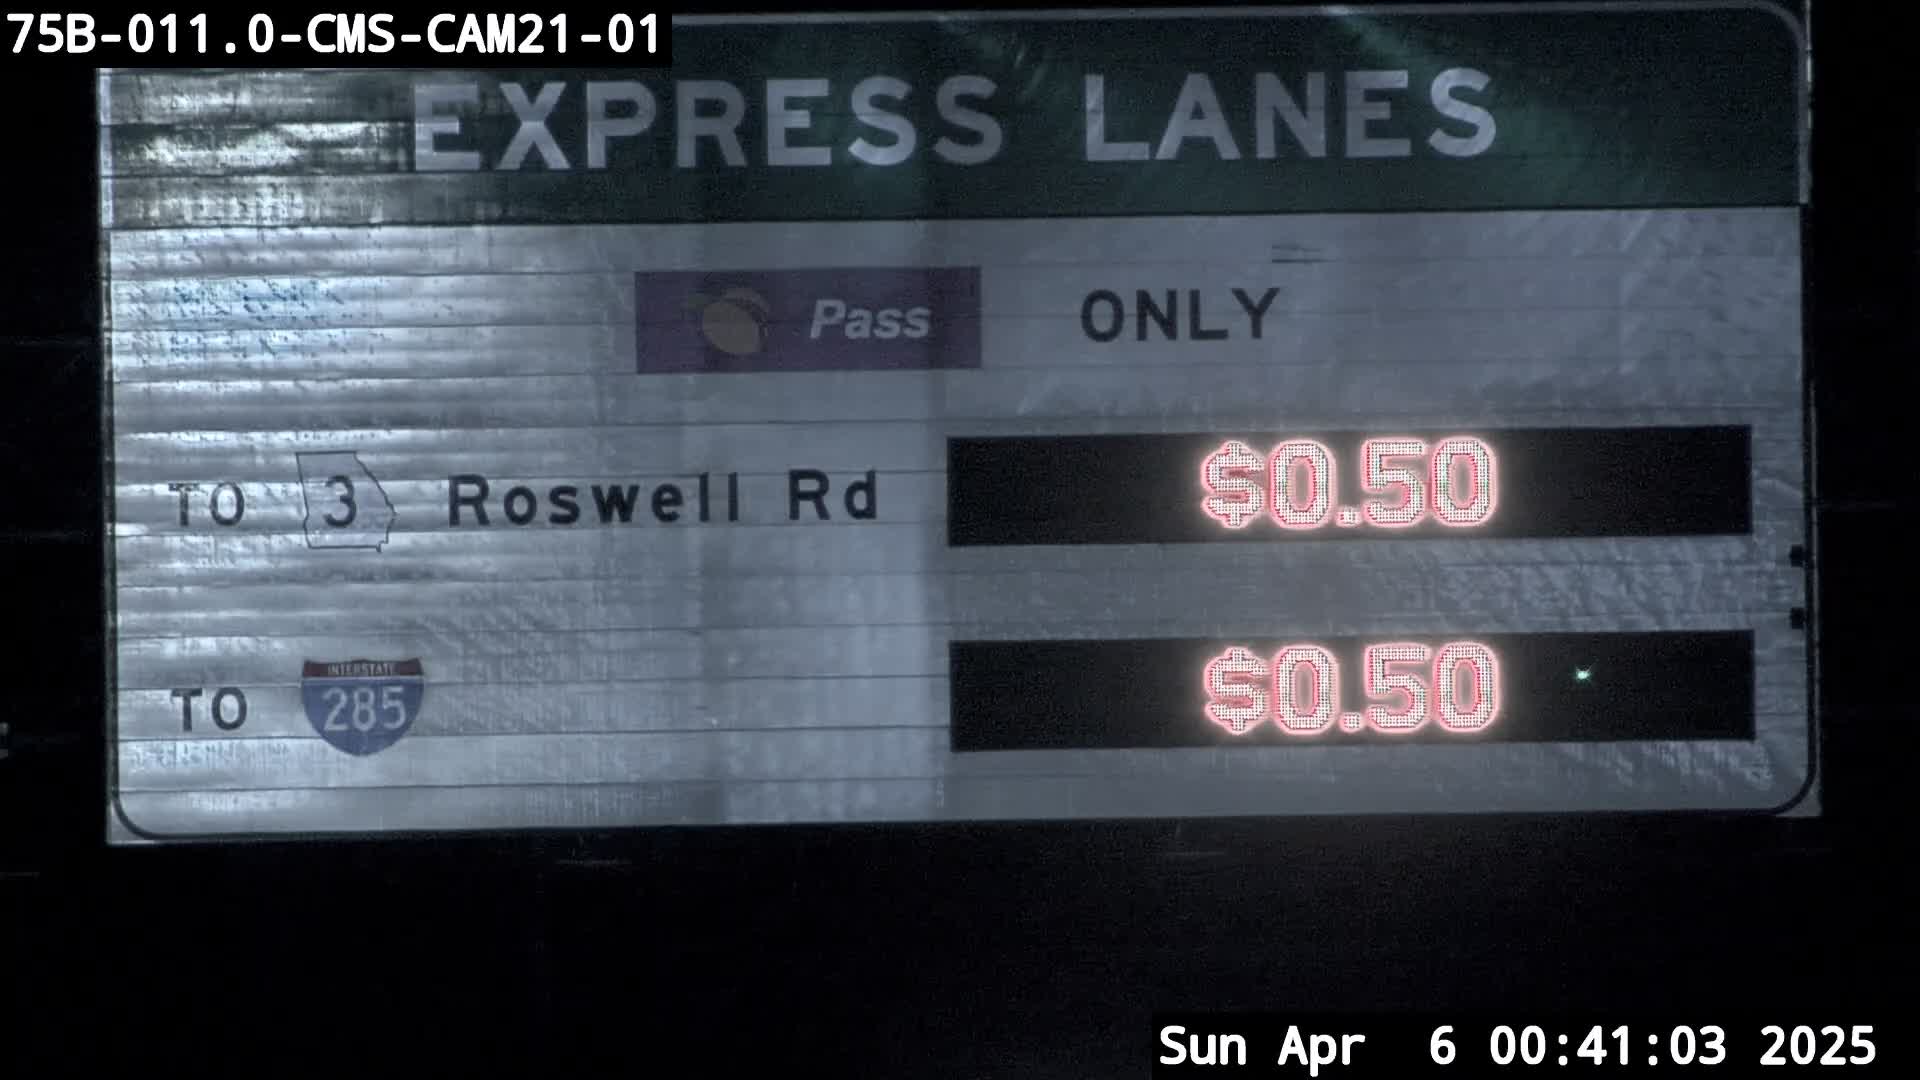 75B-011.0-CMS-CAM21-01
EXPRESS LANES
Pass ONLY
TO 3 Roswell Rd $0.50
INTERSTATE
TO 285 $0.50
Sun Apr 6 00:41:03 2025